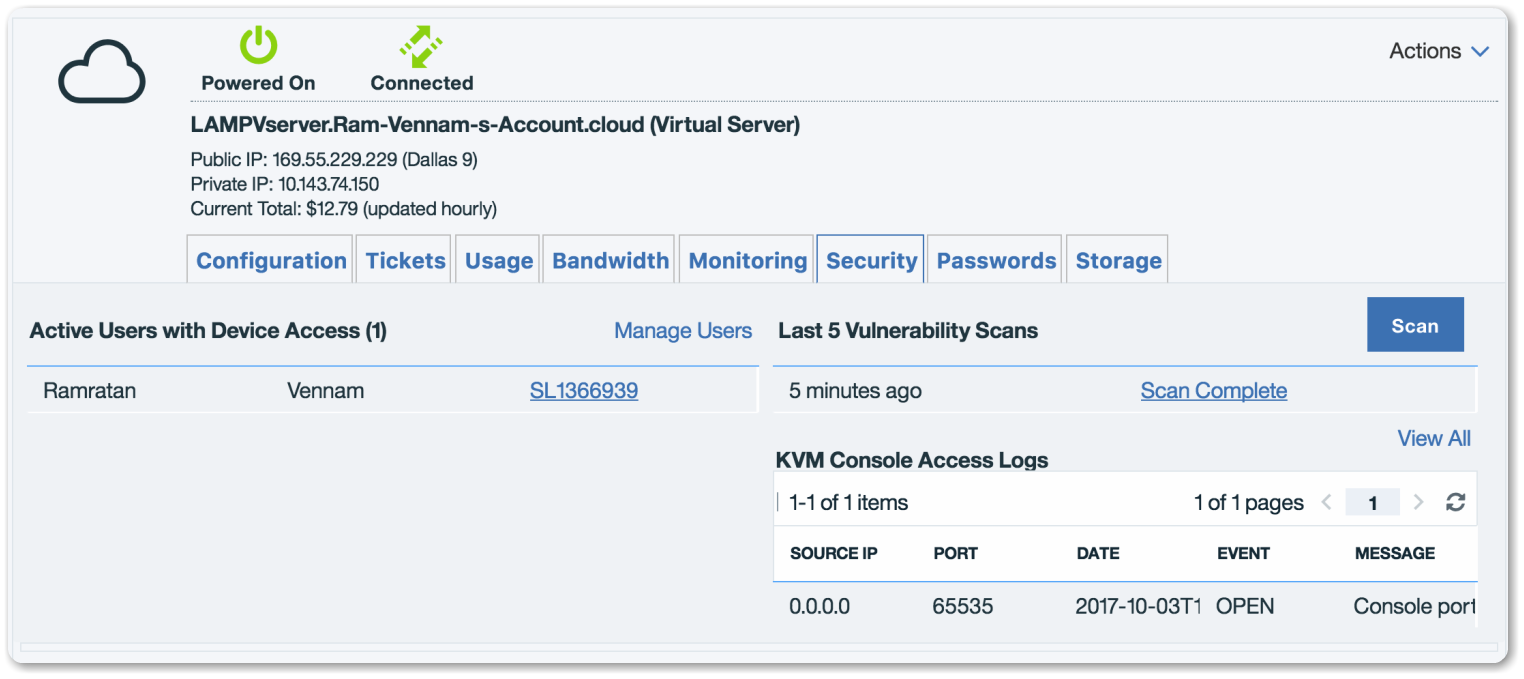 Powered On
Connected
Actions
LAMPVserver.Ram-Vennam-s-Account.cloud (Virtual Server)
Public IP: 169.55.229.229 (Dallas 9)
Private IP: 10.143.74.150
Current Total: $12.79 (updated hourly)
Configuration Tickets Usage Bandwidth Monitoring Security Passwords Storage
Active Users with Device Access (1)
Manage Users
Ramratan Vennam SL1366939
Last 5 Vulnerability Scans
Scan
5 minutes ago Scan Complete
View All
KVM Console Access Logs
1-1 of 1 items 1 of 1 pages 1
SOURCE IP PORT DATE EVENT MESSAGE
0.0.0.0 65535 2017-10-03T1 OPEN Console port